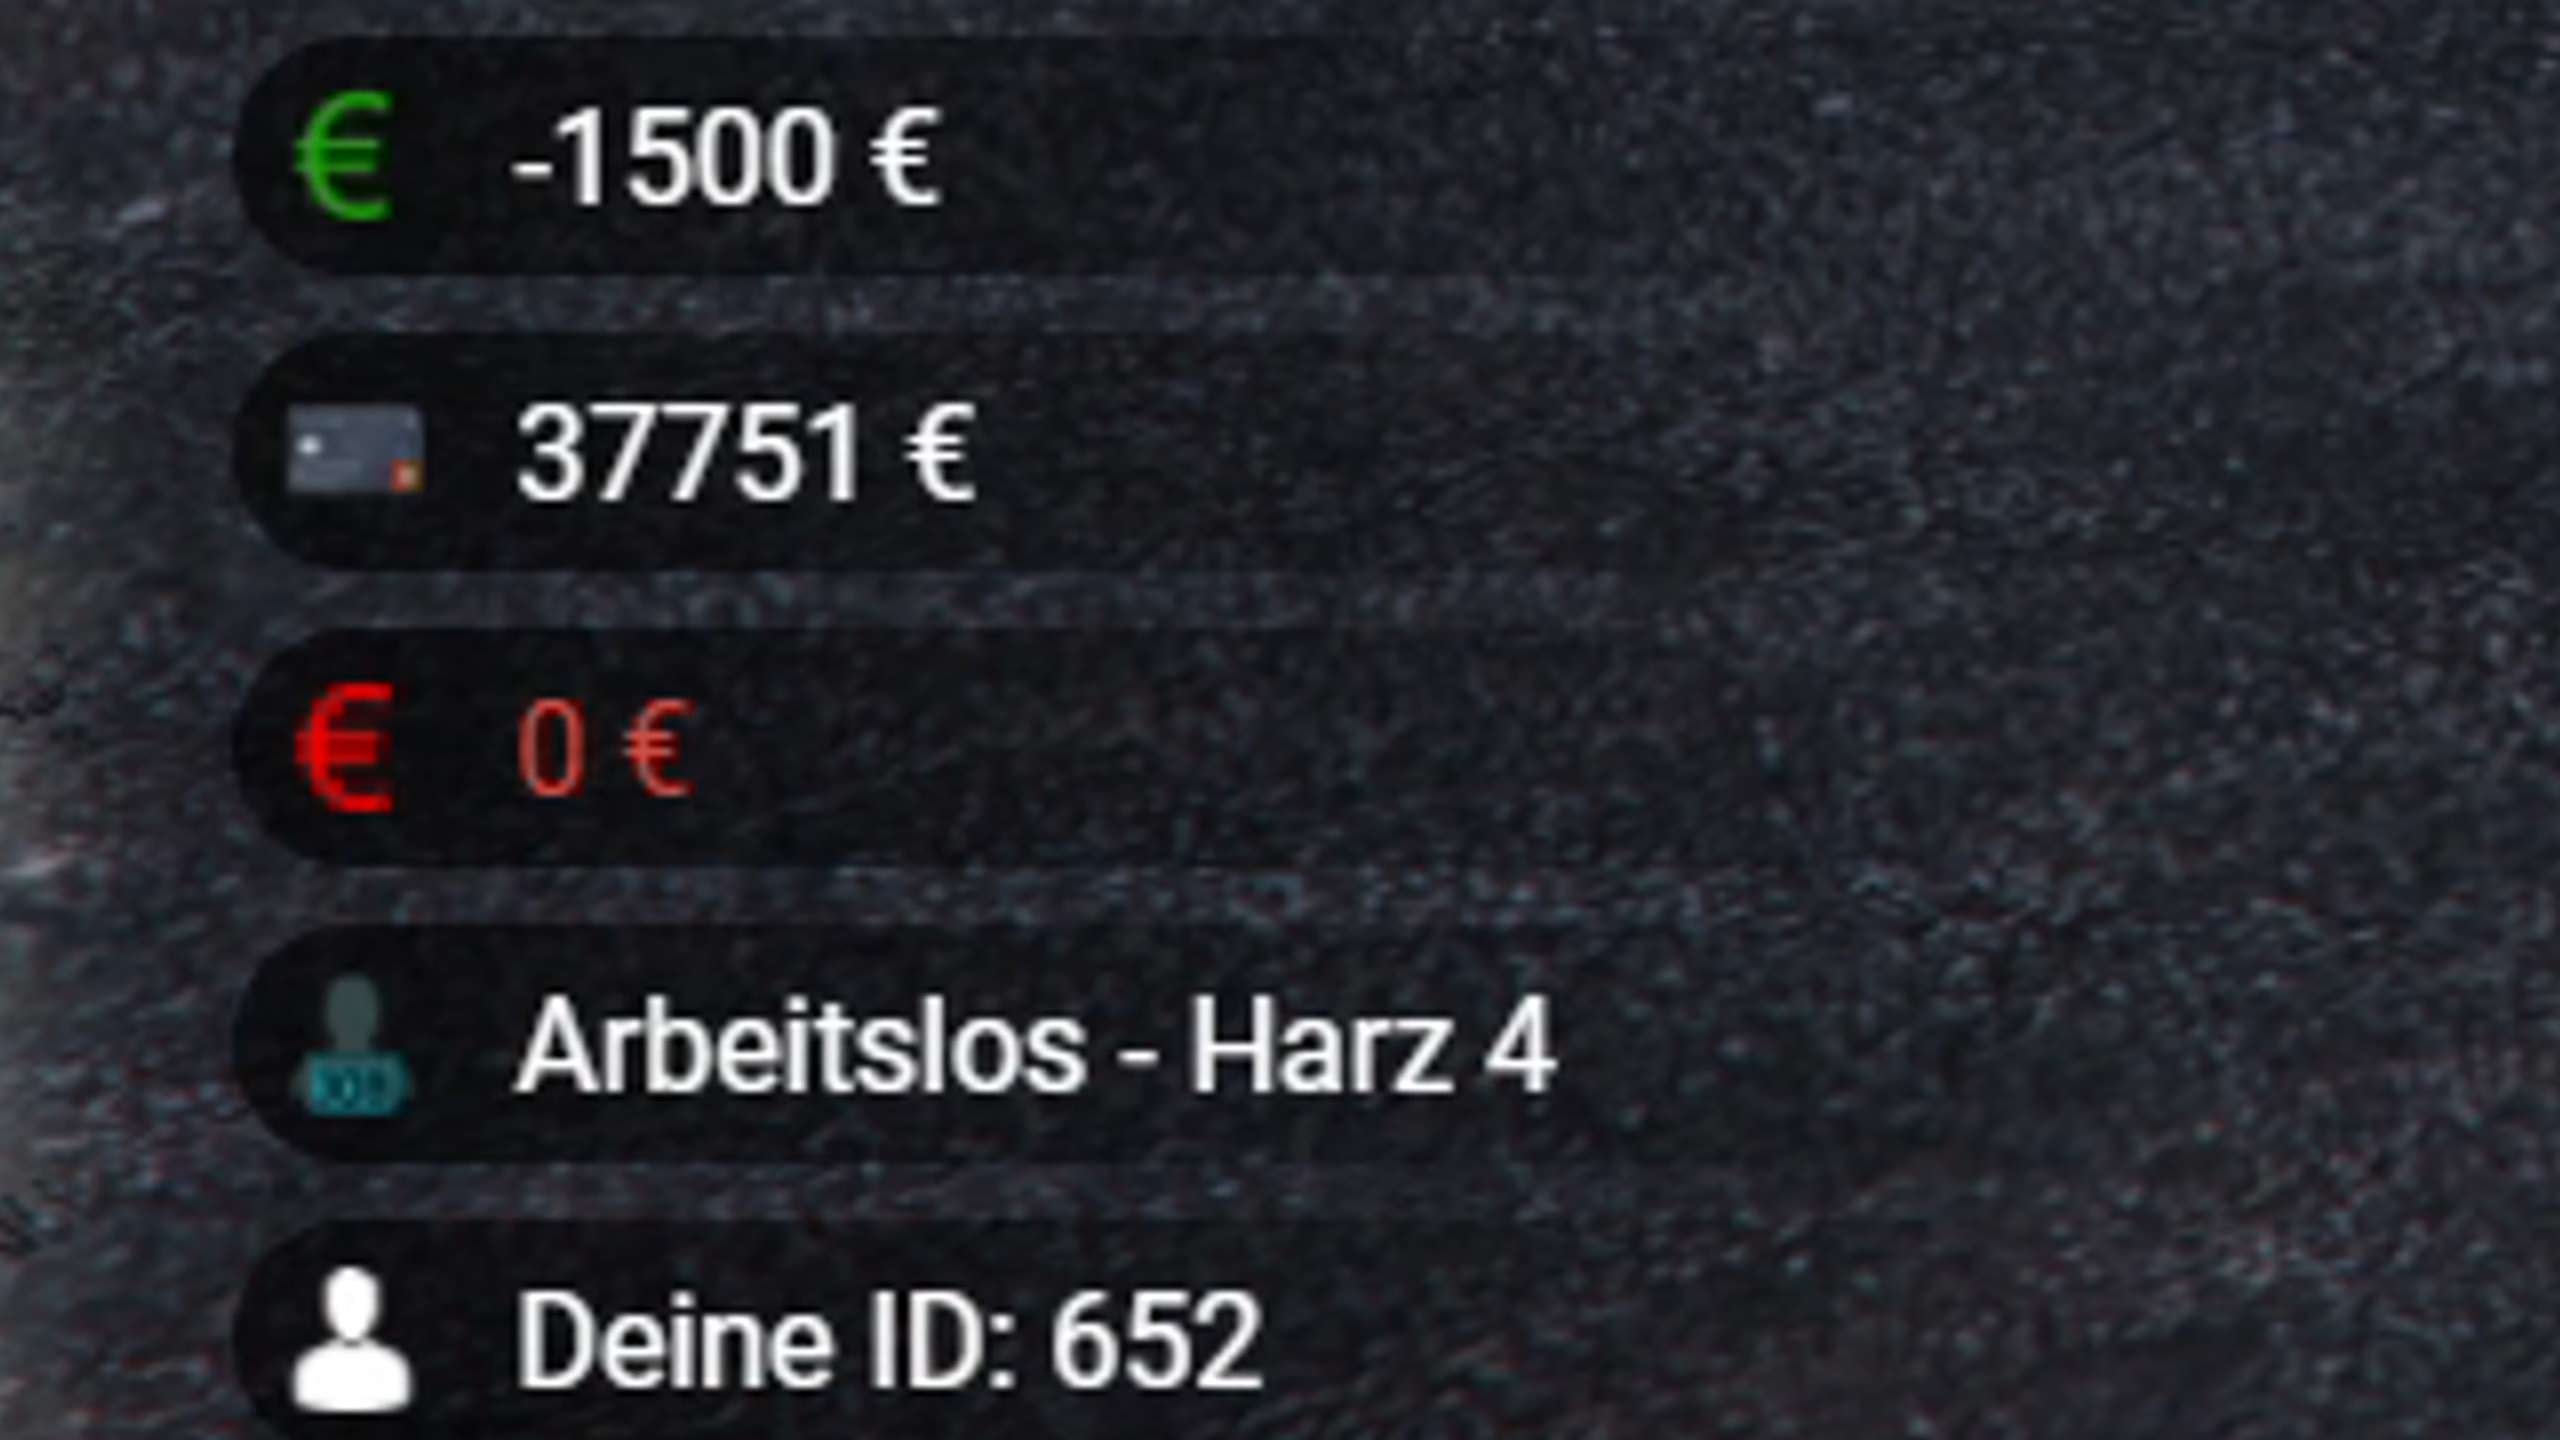 -1500 €
37751 €
0 €
Arbeitslos - Harz 4
Deine ID: 652